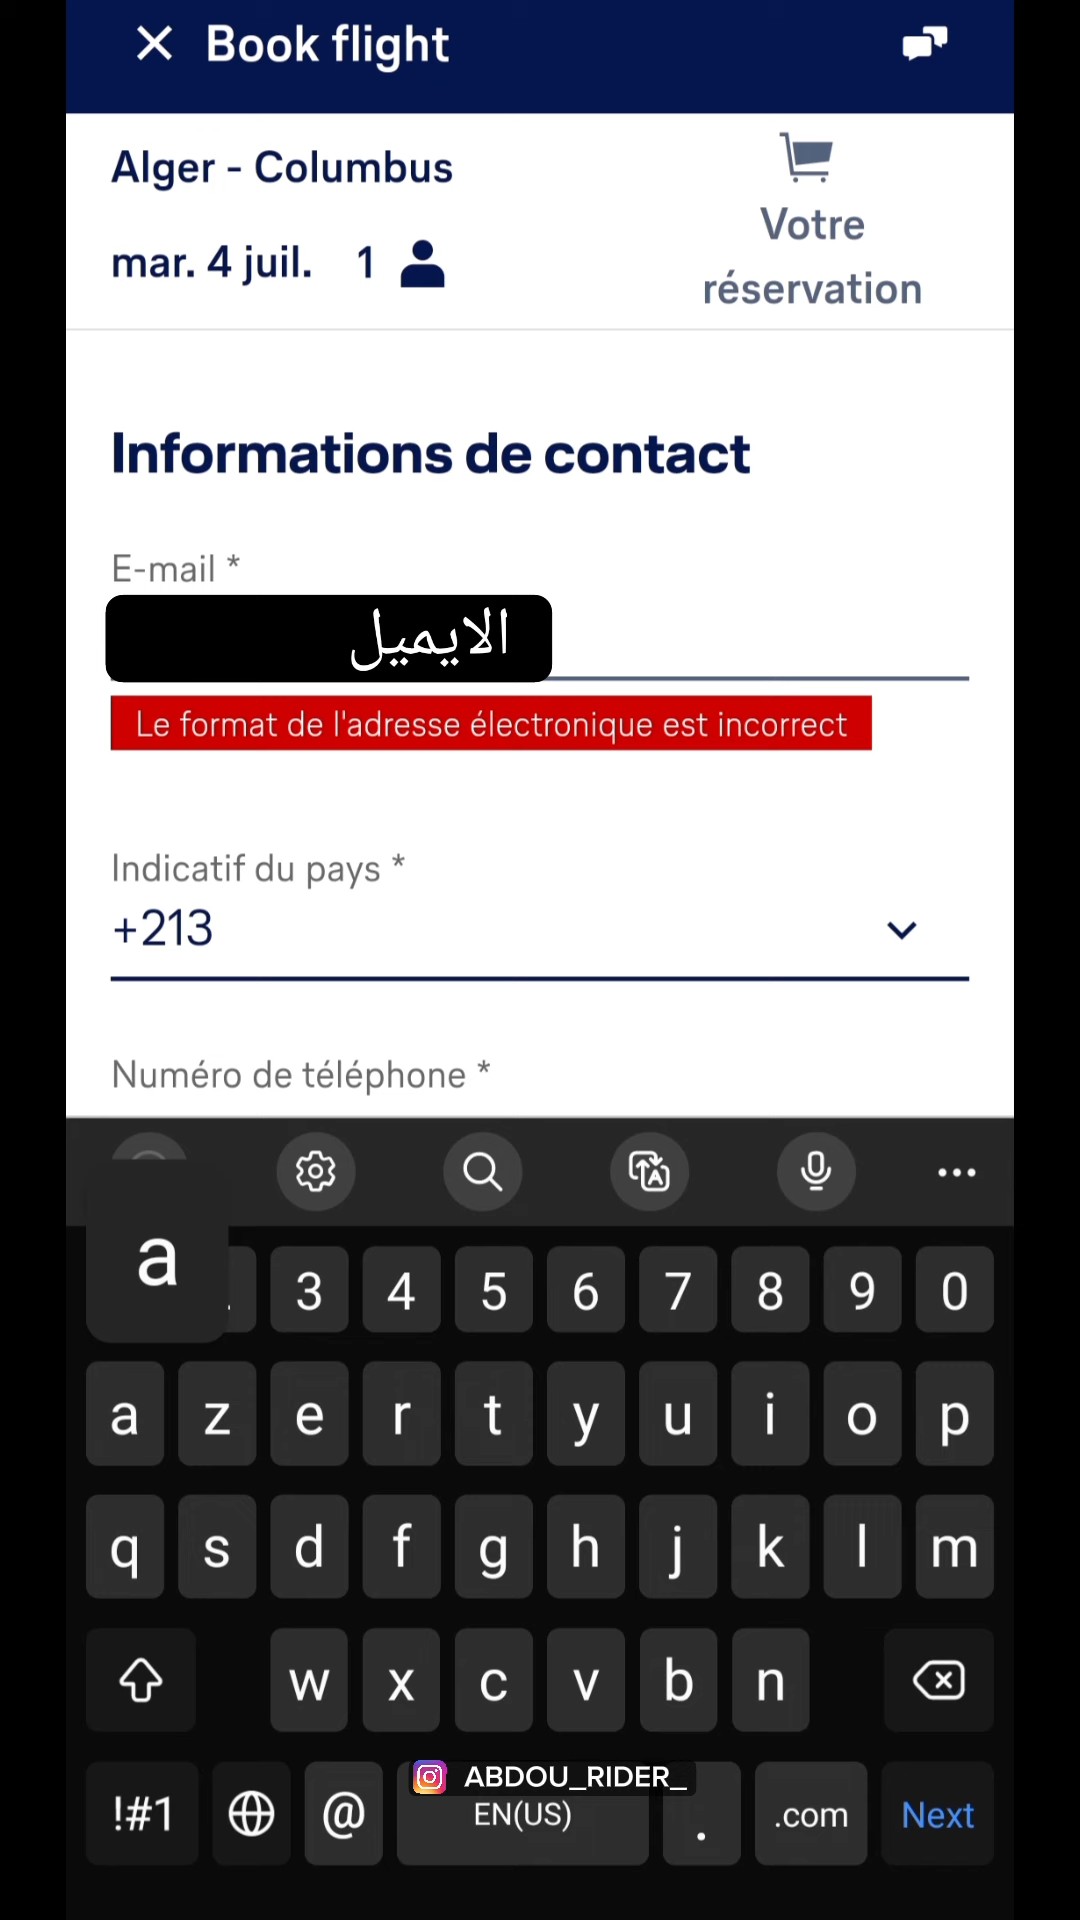 Book flight
Alger - Columbus
mar. 4 juil. 1
Votre
réservation
Informations de contact
E-mail *
الايميل
Le format de l'adresse électronique est incorrect
Indicatif du pays *
+213
Numéro de téléphone *
a
3 4 5 6 7 8 9 0
a z e r t y u i o p
q s d f g h j k l m
w x c v b n
ABDOU_RIDER_
!#1 @ EN(US) . .com Next